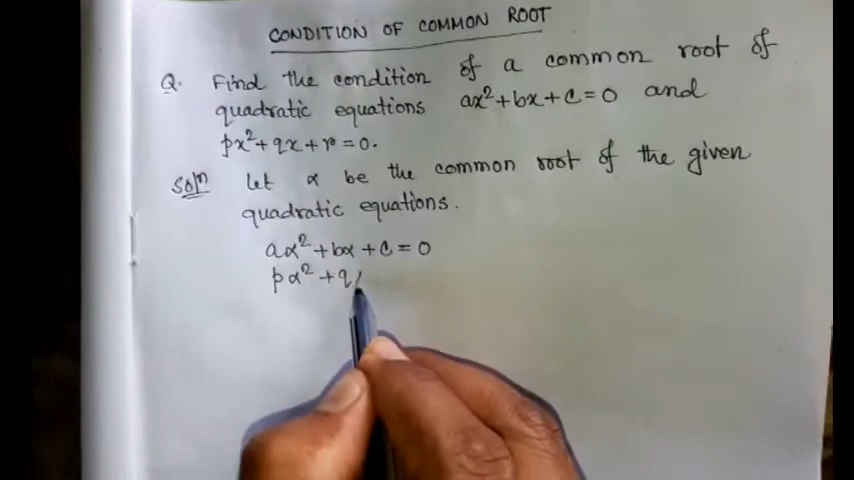 CONDITION OF COMMON ROOT
Q. Find the condition of a common root of
quadratic equations ax²+bx+c=0 and
px²+qx+r=0.
Soln let α be the common root of the given
quadratic equations.
aα²+bα+c=0
pα²+q